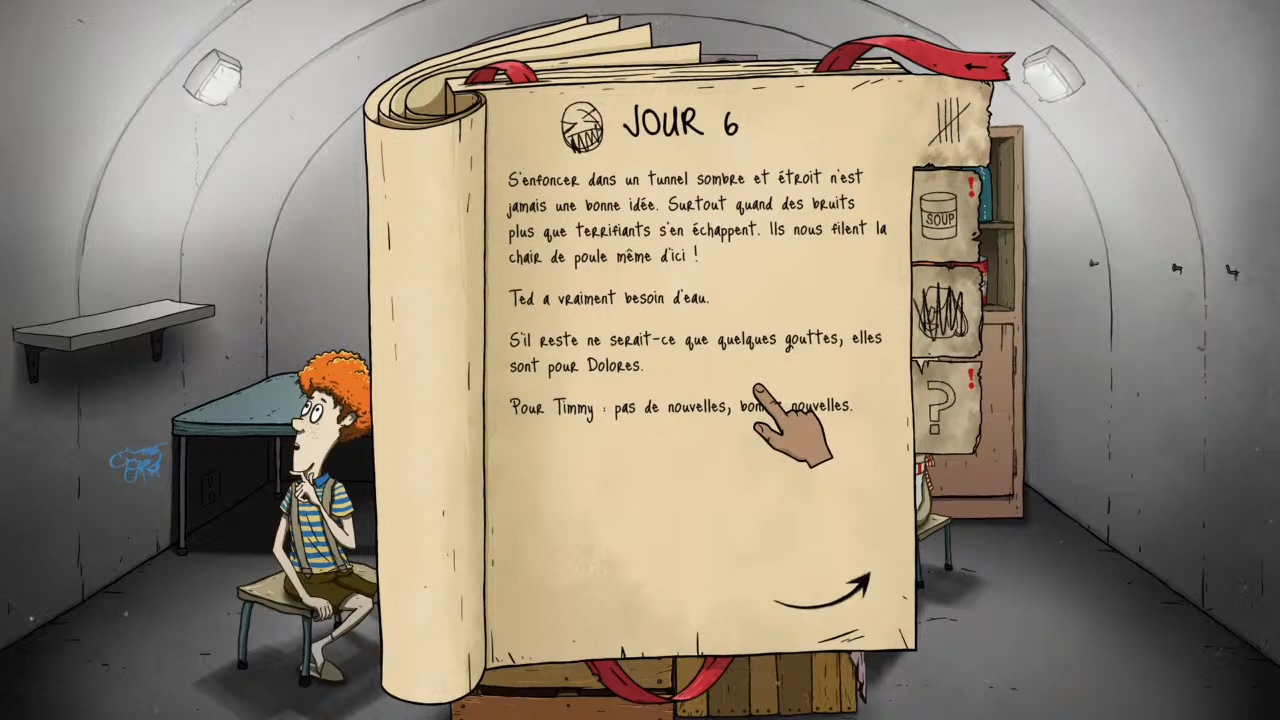 JOUR 6
S'enfoncer dans un tunnel sombre et étroit n'est
jamais une bonne idée. Surtout quand des bruits
plus que terrifiants s'en échappent. Ils nous filent la
chair de poule même d'ici !
Ted a vraiment besoin d'eau.
S'il reste ne serait-ce que quelques gouttes, elles
sont pour Dolores.
Pour Timmy : pas de nouvelles, nouvelles.
!
SOUP
!
?